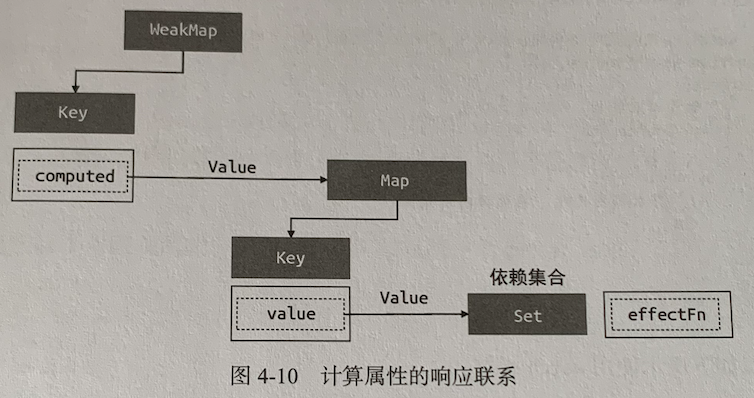 WeakMap
Key
computed
Value
Map
Key
value
Value
依赖集合
Set
effectFn
图 4-10 计算属性的响应联系